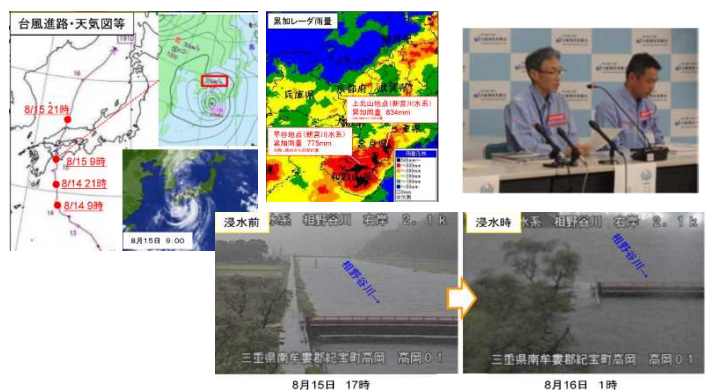 台風進路・天気図等
8/15 21時
8/15 9時
8/14 21時
8/14 9時
8月15日 9:00
累加レーダ雨量
兵庫県
京都府
滋賀県
上北山地点(新宮川水系)
累加雨量 834mm
平谷地点(新宮川水系)
累加雨量 775mm
奈良県
和歌山県
浸水前
水系 相野谷川 右岸 2.1k
相野谷川→
三重県南牟婁郡紀宝町高岡 高岡01
8月15日 17時
浸水時
水系 相野谷川 右岸 2.1k
相野谷川→
三重県南牟婁郡紀宝町高岡 高岡01
8月16日 1時